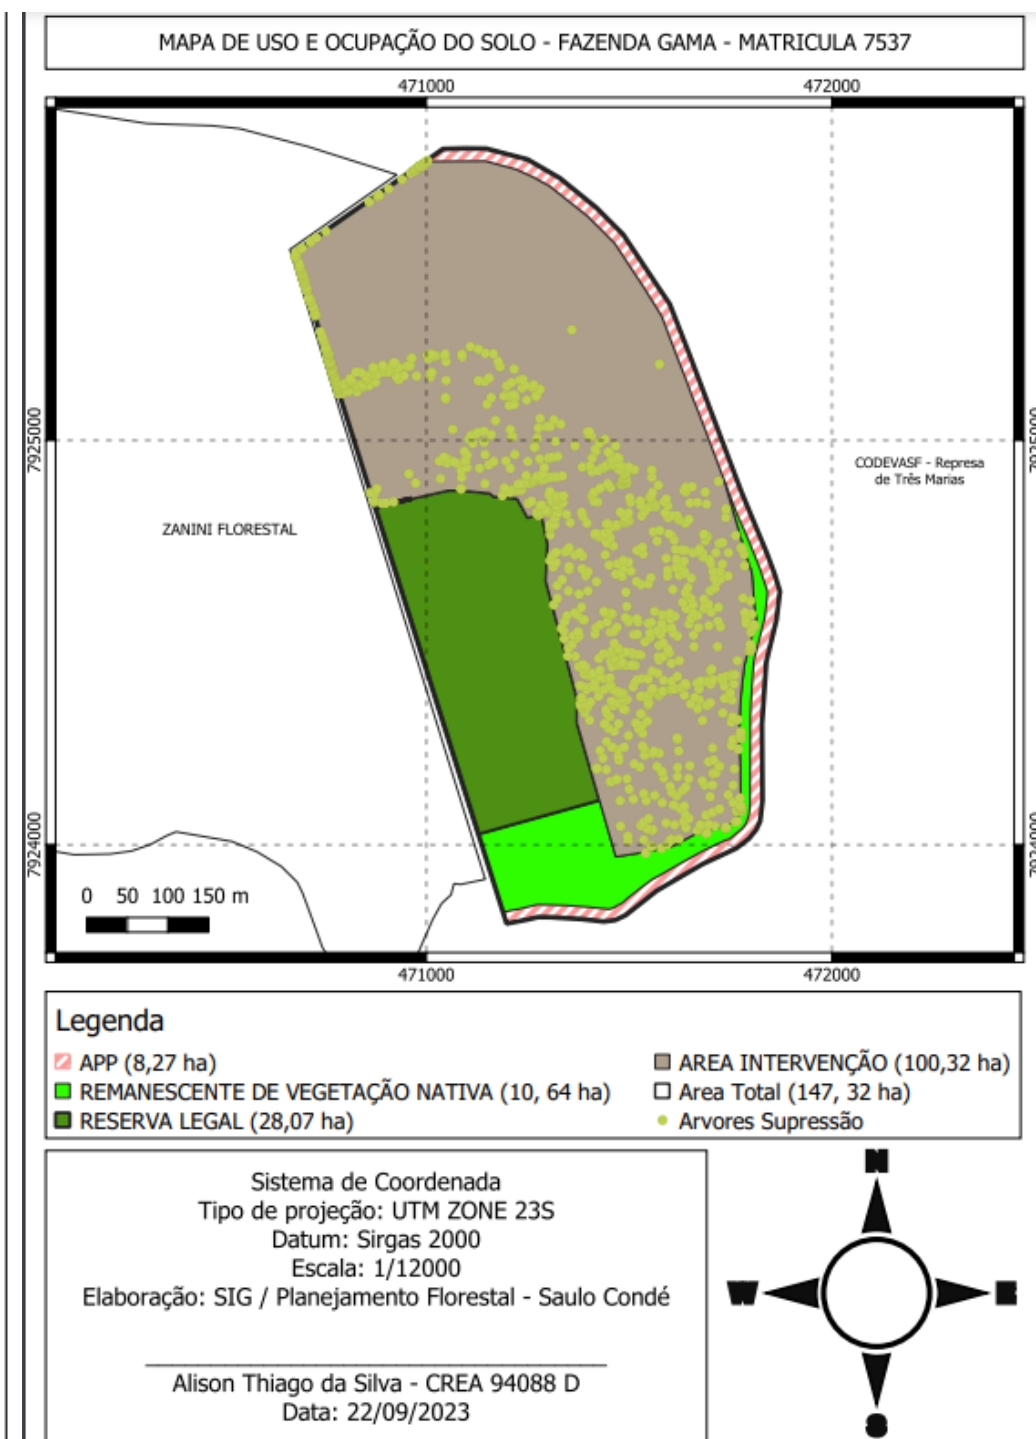 MAPA DE USO E OCUPAÇÃO DO SOLO - FAZENDA GAMA - MATRICULA 7537
471000 472000
7925000 7925000
CODEVASF - Represa
de Três Marias
ZANINI FLORESTAL
7924000 7924000
0 50 100 150 m
471000 472000
Legenda
APP (8,27 ha)
REMANESCENTE DE VEGETAÇÃO NATIVA (10, 64 ha)
RESERVA LEGAL (28,07 ha)
AREA INTERVENÇÃO (100,32 ha)
Area Total (147, 32 ha)
Arvores Supressão
Sistema de Coordenada
Tipo de projeção: UTM ZONE 23S
Datum: Sirgas 2000
Escala: 1/12000
Elaboração: SIG / Planejamento Florestal - Saulo Condé
Alison Thiago da Silva - CREA 94088 D
Data: 22/09/2023
N
W E
S